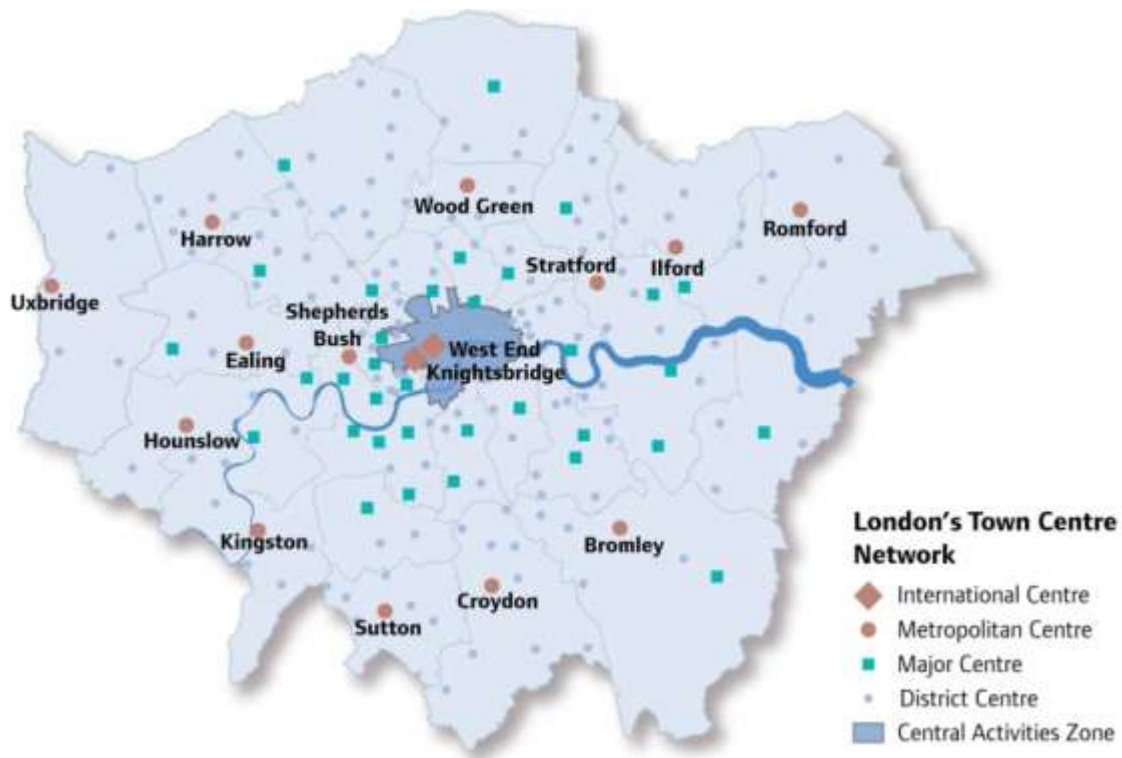 Wood Green
Harrow
Romford
Stratford
Ilford
Uxbridge
Shepherds
Bush
Ealing
West End
Knightsbridge
Hounslow
Kingston
Bromley
Croydon
Sutton
London's Town Centre
Network
International Centre
Metropolitan Centre
Major Centre
District Centre
Central Activities Zone